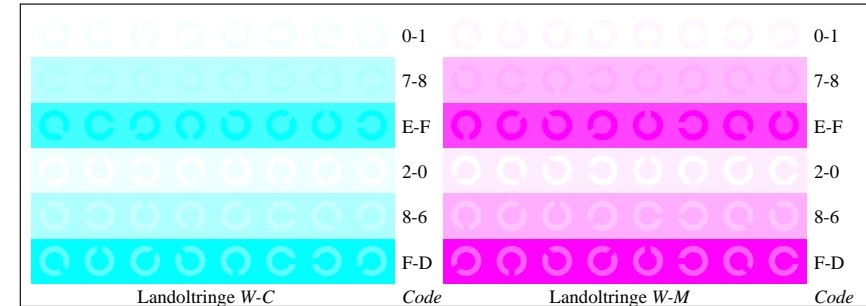 0-1 0-1
7-8 7-8
E-F E-F
2-0 2-0
8-6 8-6
F-D F-D
Landoltringe W-C Code Landoltringe W-M Code